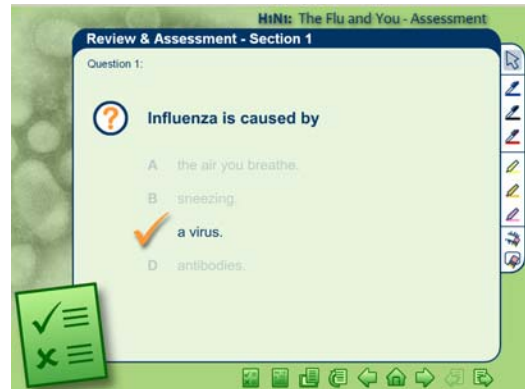 H1N1: The Flu and You - Assessment
Review & Assessment - Section 1
Question 1:
Influenza is caused by
A the air you breathe.
B sneezing.
a virus.
D antibodies.